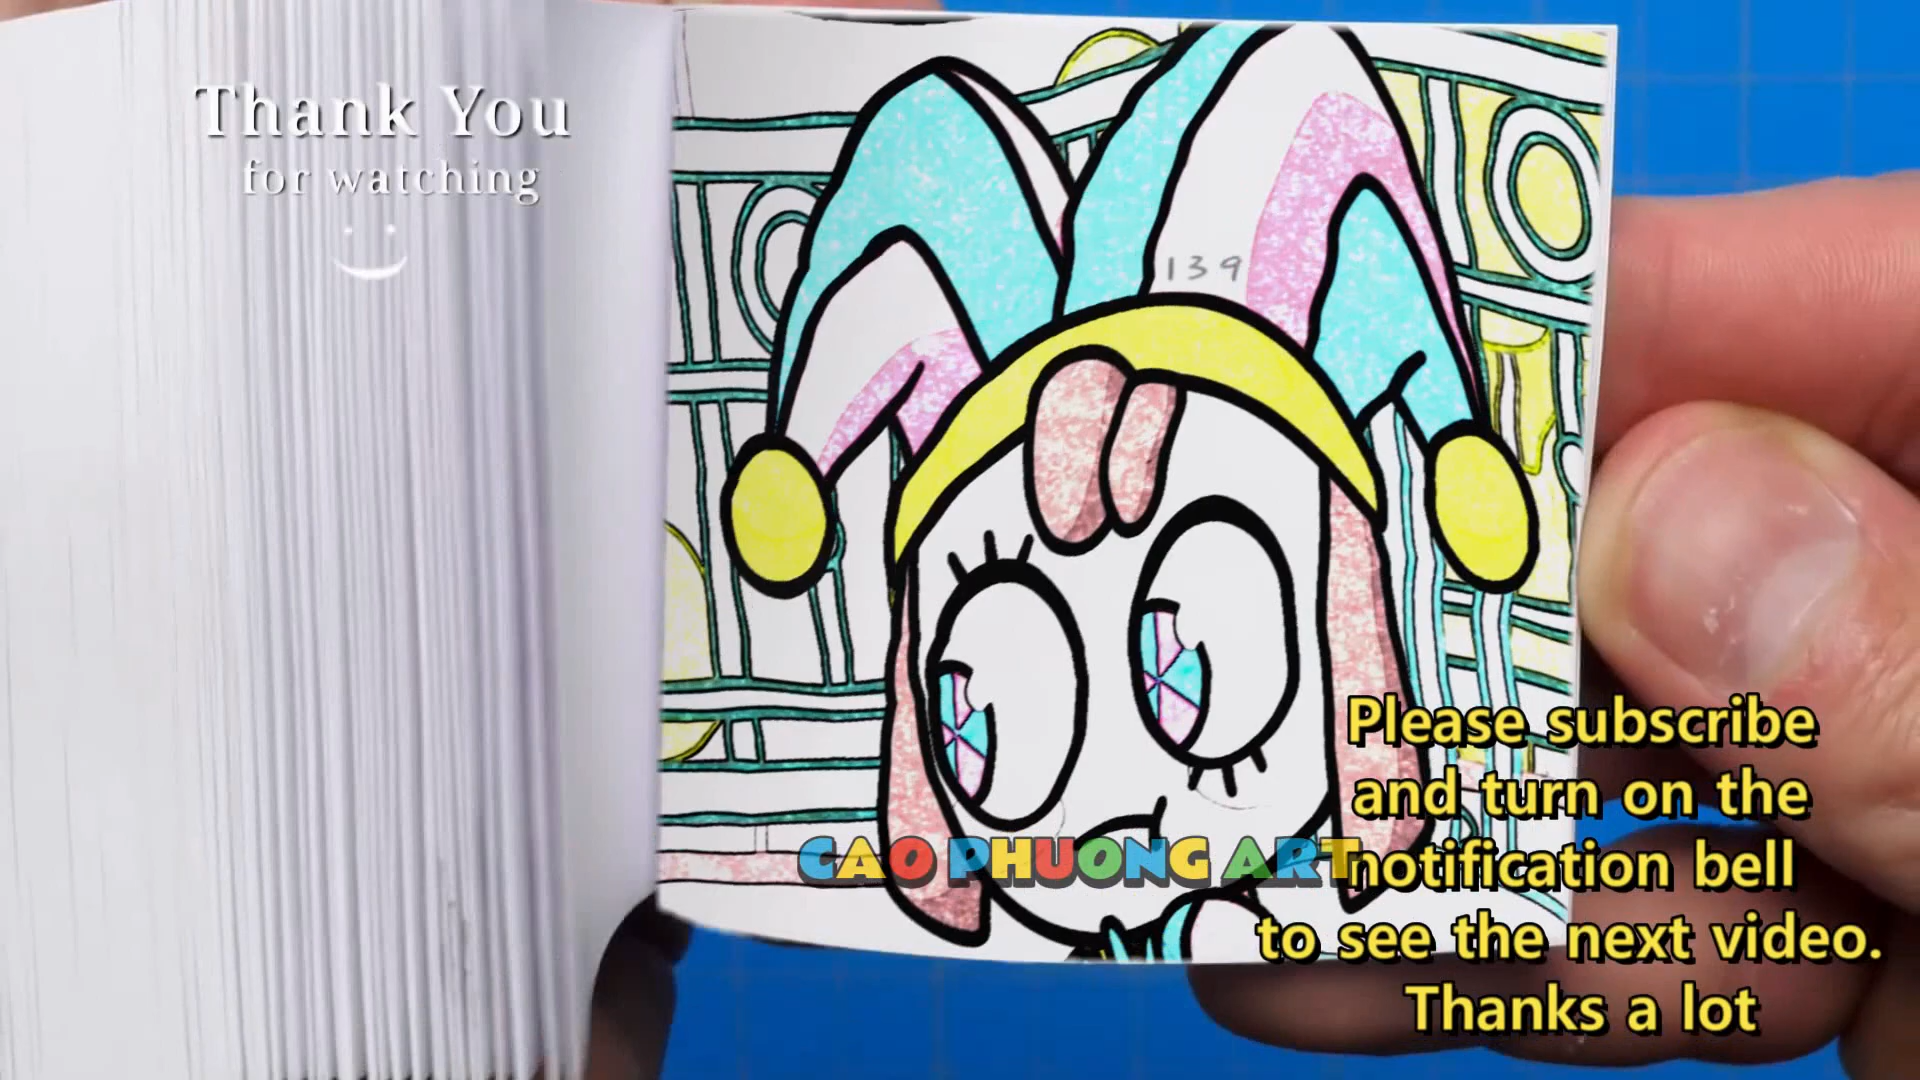 Thank You
for watching
139
CAO PHUONG ART
Please subscribe
and turn on the
notification bell
to see the next video.
Thanks a lot